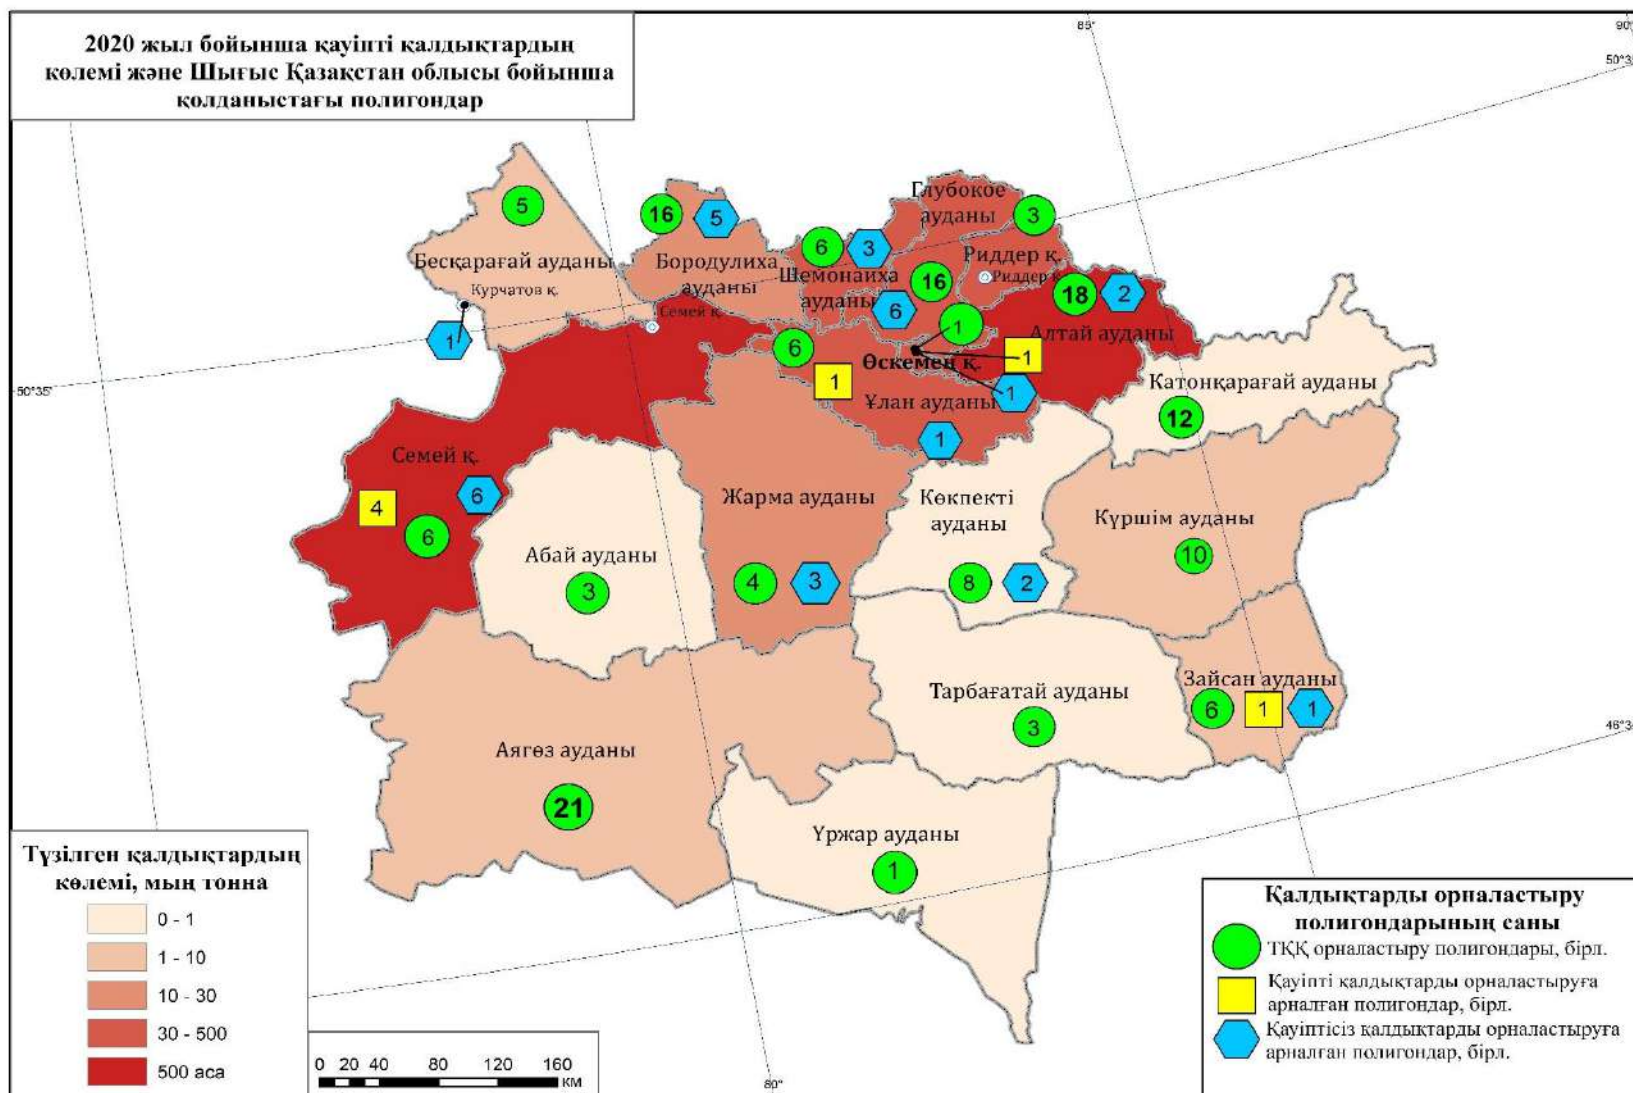 2020 жыл бойынша қауіпті қалдықтардың
көлемі және Шығыс Қазақстан облысы бойынша
қолданыстағы полигондар
85°
90°
50°35'
Глубокое
ауданы
3
5
16
5
6
3
Бесқарағай ауданы
Бородулиха
ауданы
Шемонаиха
ауданы
16
Риддер қ.
Риддер қ.
Курчатов қ.
Семей қ.
6
18
2
1
1
Алтай ауданы
6
1
Өскемен қ.
1
Ұлан ауданы
1
1
Катонқарағай ауданы
12
50°35'
Семей қ.
4
6
6
Жарма ауданы
4
3
Көкпекті
ауданы
8
2
Күршім ауданы
10
Абай ауданы
3
Тарбағатай ауданы
3
Зайсан ауданы
6
1
1
46°3
Аягөз ауданы
21
Үржар ауданы
1
Түзілген қалдықтардың
көлемі, мың тонна
0 - 1
1 - 10
10 - 30
30 - 500
500 аса
0 20 40 80 120 160
КМ
80°
Қалдықтарды орналастыру
полигондарының саны
ТҚҚ орналастыру полигондары, бірл.
Қауіпті қалдықтарды орналастыруға
арналған полигондар, бірл.
Қауіптісіз қалдықтарды орналастыруға
арналған полигондар, бірл.